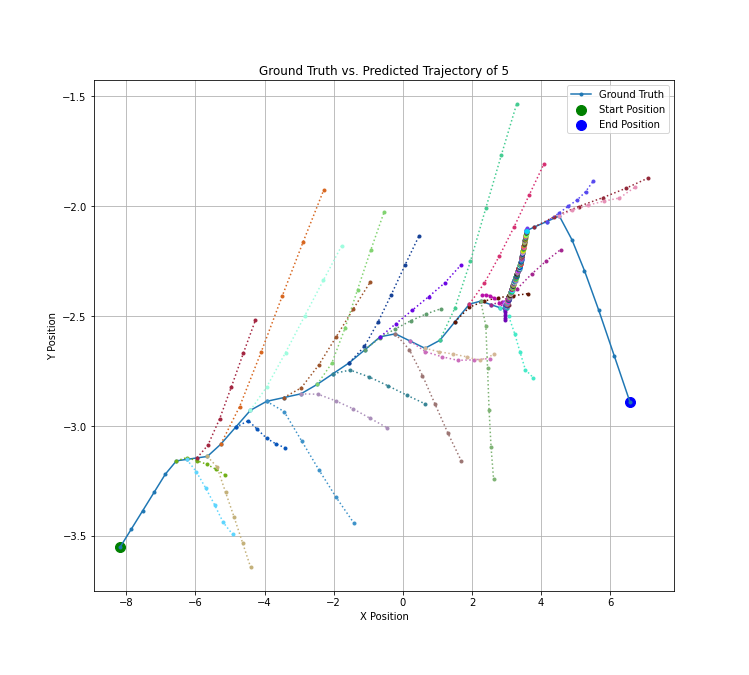 Ground Truth vs. Predicted Trajectory of 5
Ground Truth
Start Position
End Position
−1.5
−2.0
−2.5
−3.0
−3.5
Y Position
−8
−6
−4
−2
0
2
4
6
X Position